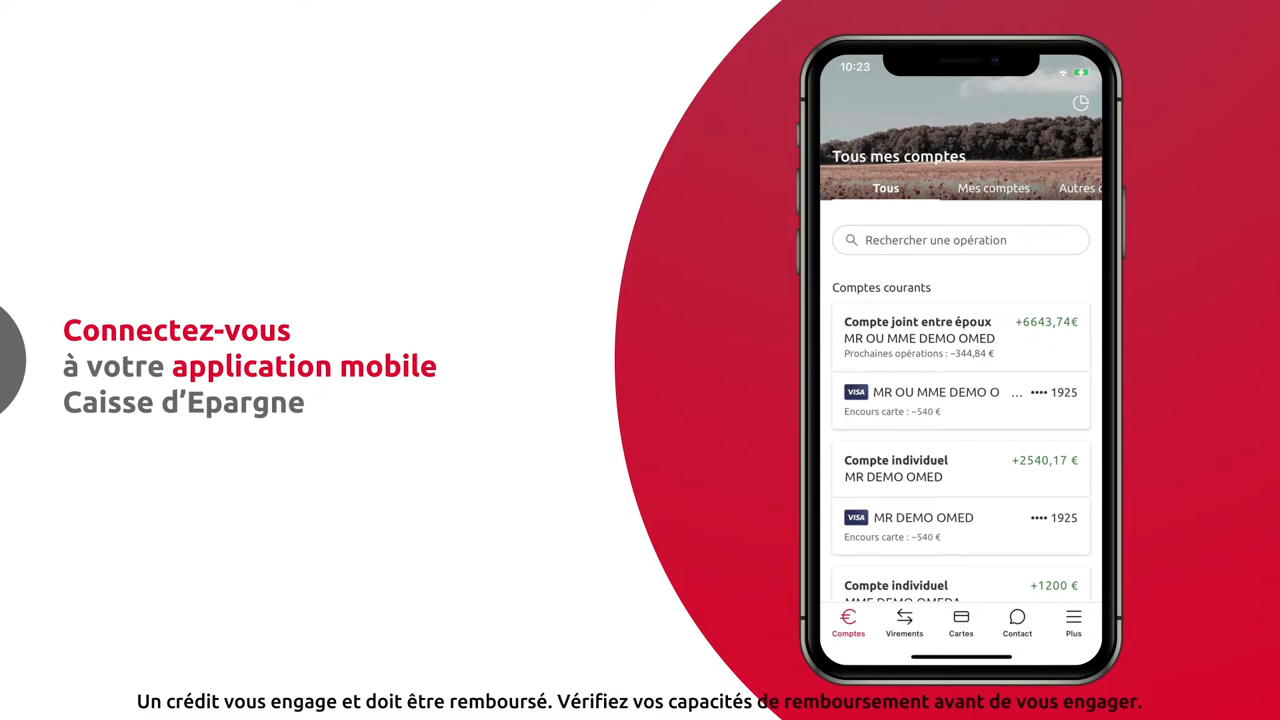 Connectez-vous
à votre application mobile
Caisse d’Epargne
10:23
Tous mes comptes
Tous Mes comptes Autres c
Rechercher une opération
Comptes courants
Compte joint entre époux +6643,74€
MR OU MME DEMO OMED
Prochaines opérations : −344,84 €
VISA MR OU MME DEMO O ... •••• 1925
Encours carte : −540 €
Compte individuel +2540,17 €
MR DEMO OMED
VISA MR DEMO OMED •••• 1925
Encours carte : −540 €
Compte individuel +1200 €
MME DEMO OMEDA
Comptes Virements Cartes Contact Plus
Un crédit vous engage et doit être remboursé. Vérifiez vos capacités de remboursement avant de vous engager.